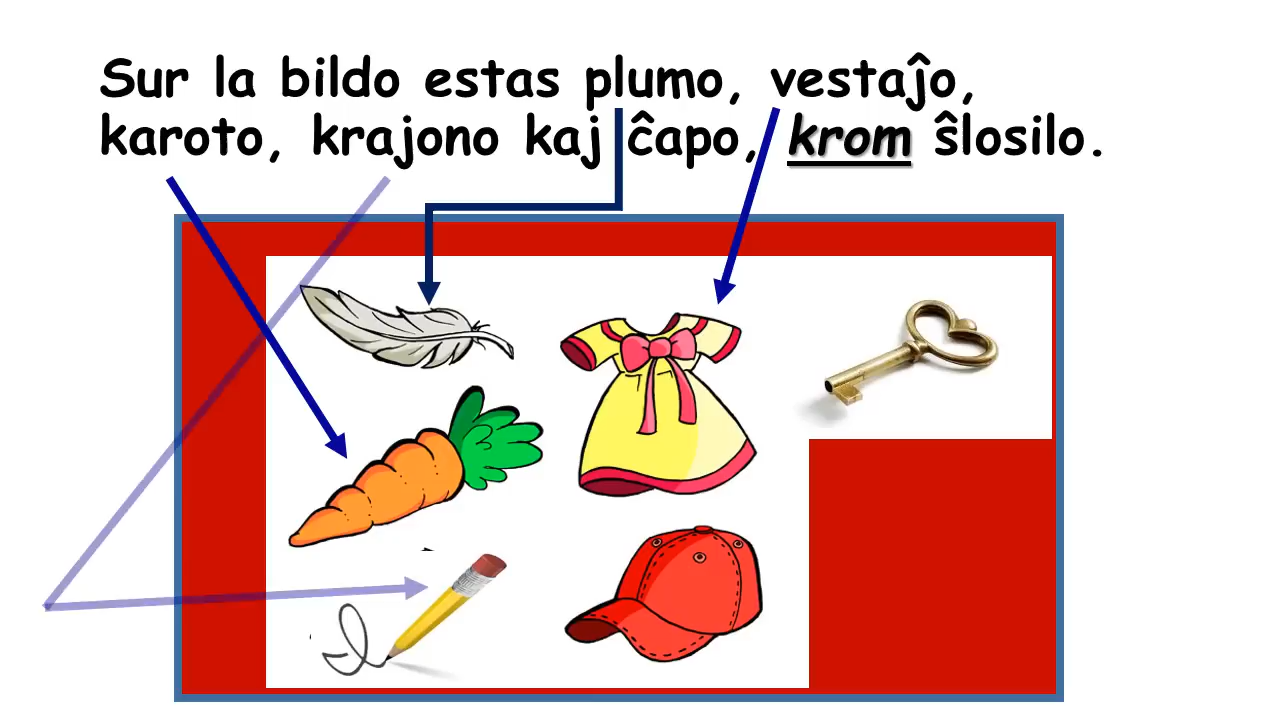 Sur la bildo estas plumo, vestaĵo,
karoto, krajono kaj ĉapo, krom ŝlosilo.